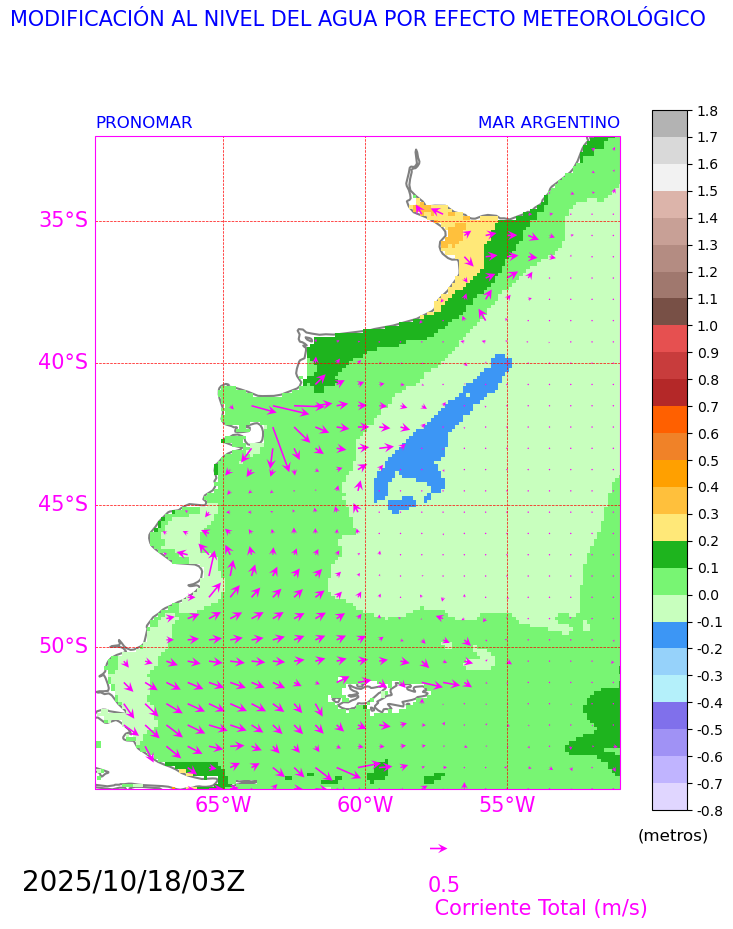 MODIFICACIÓN AL NIVEL DEL AGUA POR EFECTO METEOROLÓGICO
PRONOMAR MAR ARGENTINO
1.8
1.7
1.6
1.5
1.4
1.3
1.2
1.1
1.0
0.9
0.8
0.7
0.6
0.5
0.4
0.3
0.2
0.1
0.0
-0.1
-0.2
-0.3
-0.4
-0.5
-0.6
-0.7
-0.8
(metros)
35°S
40°S
45°S
50°S
65°W 60°W 55°W
2025/10/18/03Z
0.5
Corriente Total (m/s)